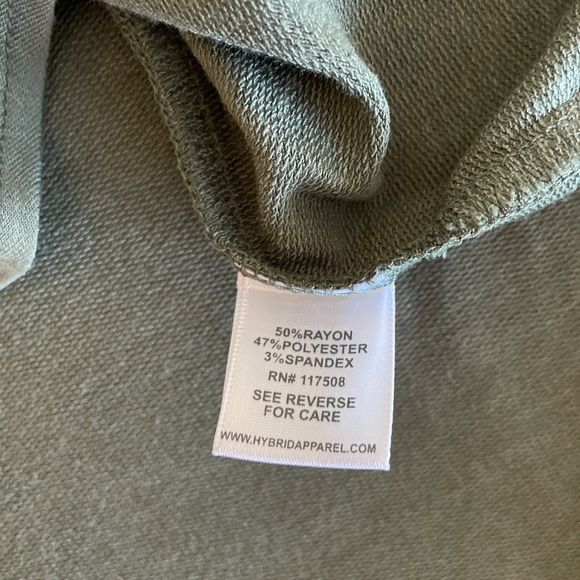 50%RAYON
47%POLYESTER
3%SPANDEX
RN# 117508
SEE REVERSE
FOR CARE
WWW.HYBRIDAPPAREL.COM